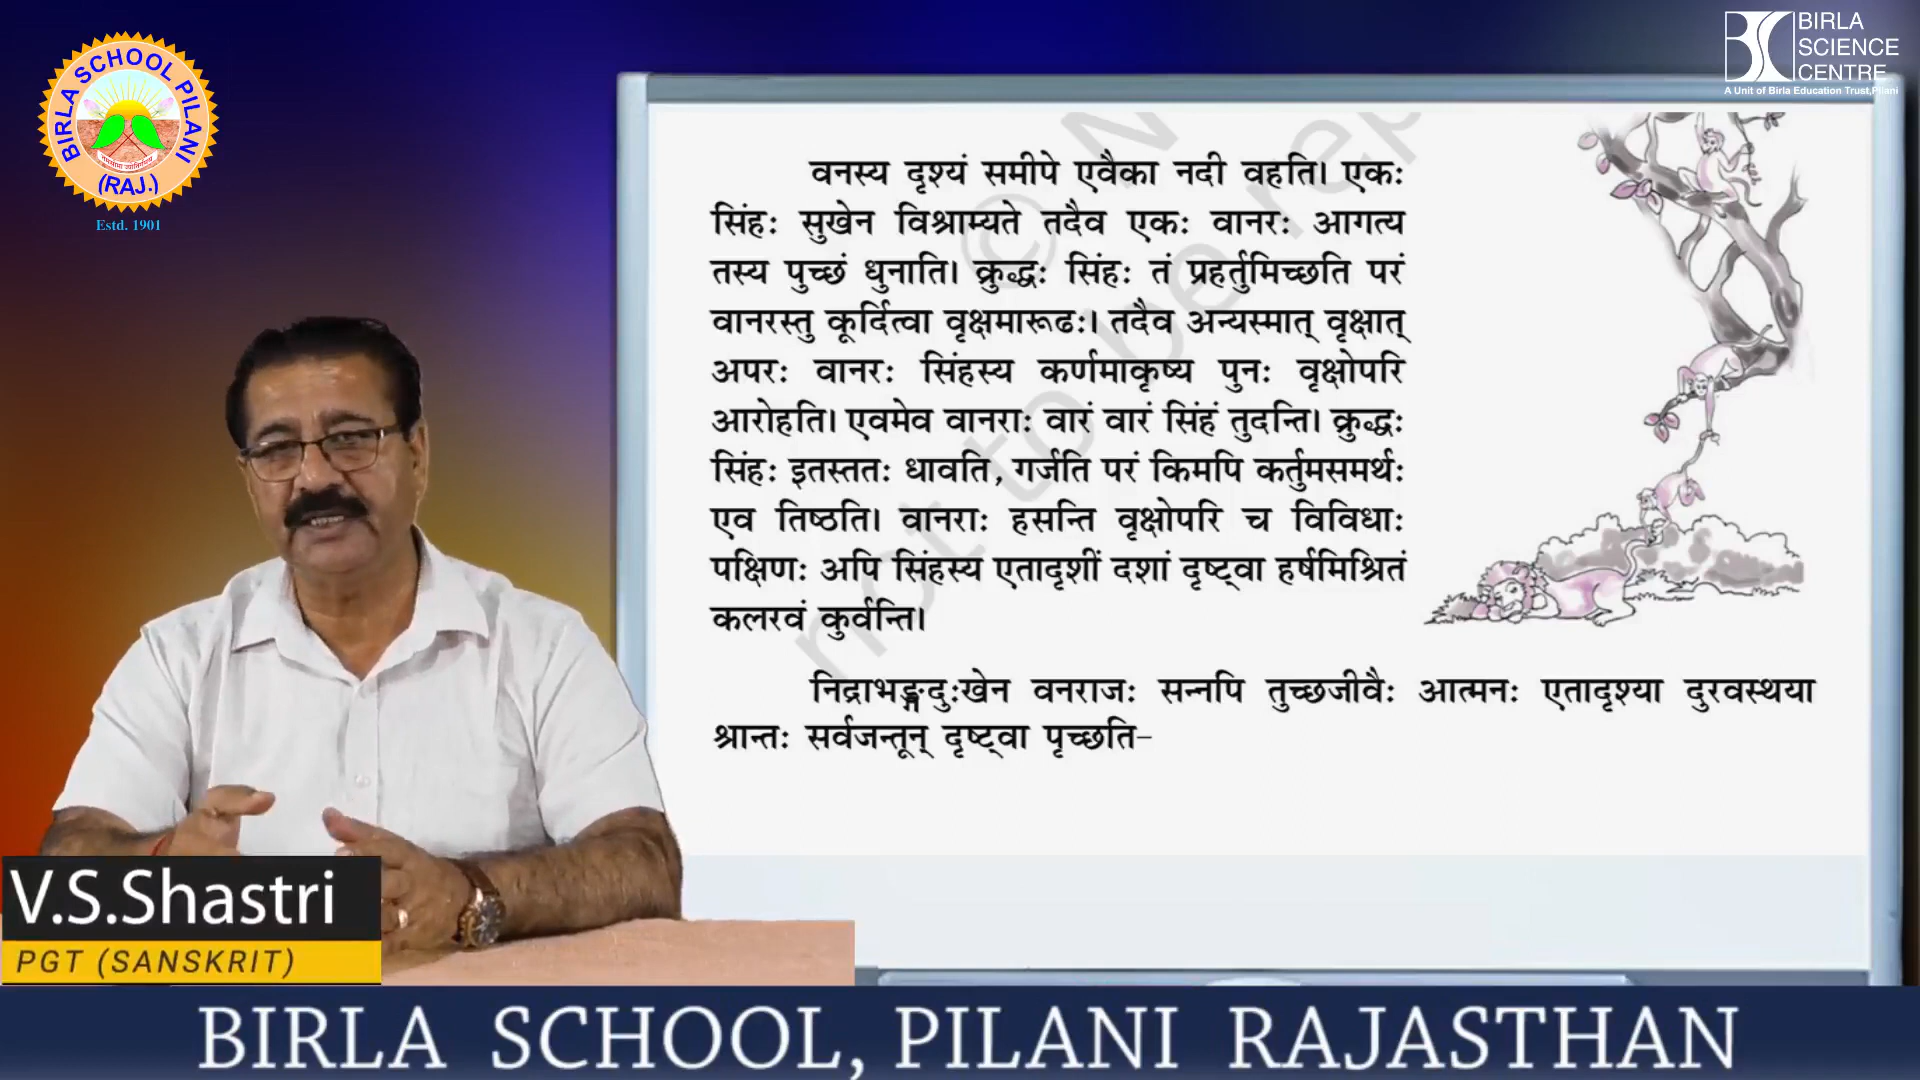 BIRLA SCHOOL PILANI
(RAJ.)
Estd. 1901
BIRLA
SCIENCE
CENTRE
A Unit of Birla Education Trust,Pilani
वनस्य दृश्यं समीपे एवैका नदी वहति। एकः
सिंहः सुखेन विश्राम्यते तदैव एकः वानरः आगत्य
तस्य पुच्छं धुनाति। क्रुद्धः सिंहः तं प्रहर्तुमिच्छति परं
वानरस्तु कूर्दित्वा वृक्षमारूढः। तदैव अन्यस्मात् वृक्षात्
अपरः वानरः सिंहस्य कर्णमाकृष्य पुनः वृक्षोपरि
आरोहति। एवमेव वानराः वारं वारं सिंहं तुदन्ति। क्रुद्धः
सिंहः इतस्ततः धावति, गर्जति परं किमपि कर्तुमसमर्थः
एव तिष्ठति। वानराः हसन्ति वृक्षोपरि च विविधाः
पक्षिणः अपि सिंहस्य एतादृशीं दशां दृष्ट्वा हर्षमिश्रितं
कलरवं कुर्वन्ति।
निद्राभङ्गदुःखेन वनराजः सन्नपि तुच्छजीवैः आत्मनः एतादृश्या दुरवस्थया
श्रान्तः सर्वजन्तून् दृष्ट्वा पृच्छति–
© N
not to be rep
V.S.Shastri
PGT (SANSKRIT)
BIRLA SCHOOL, PILANI RAJASTHAN